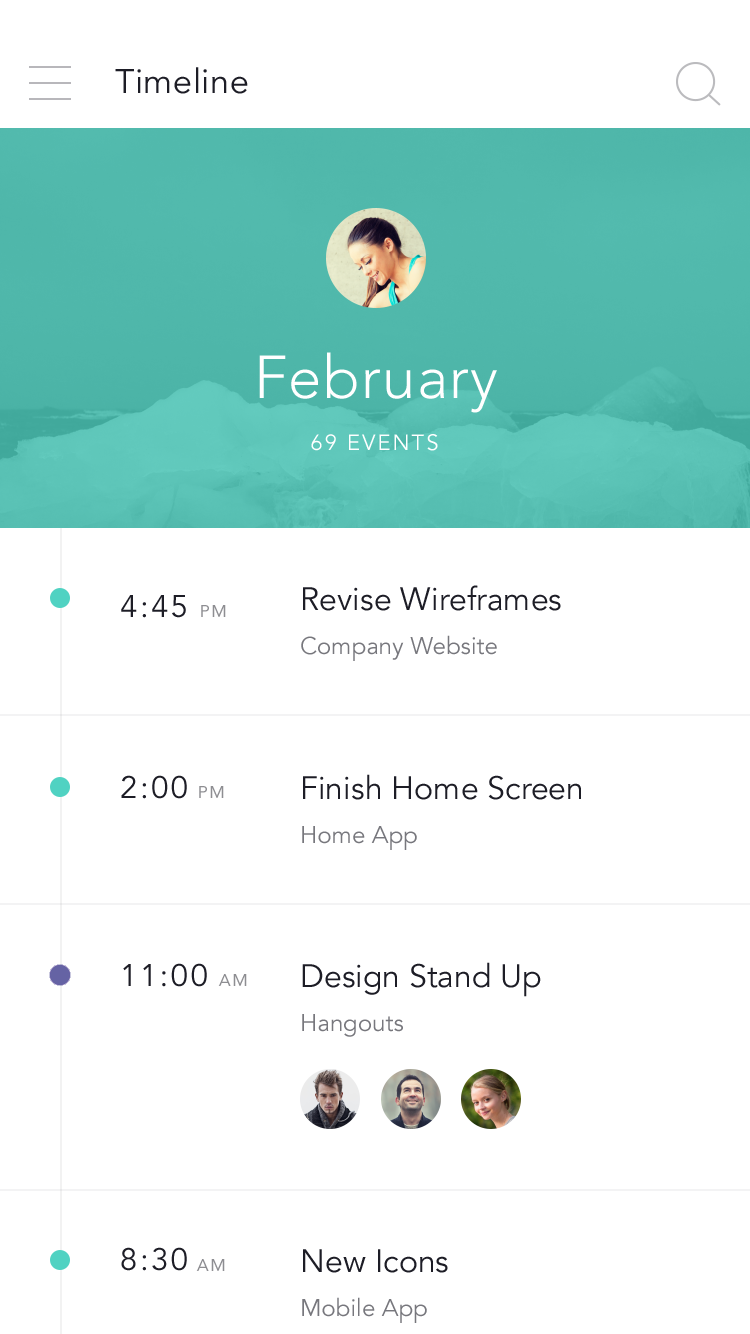 Timeline
February
69 EVENTS
4:45 PM
Revise Wireframes
Company Website
2:00 PM
Finish Home Screen
Home App
11:00 AM
Design Stand Up
Hangouts
8:30 AM
New Icons
Mobile App